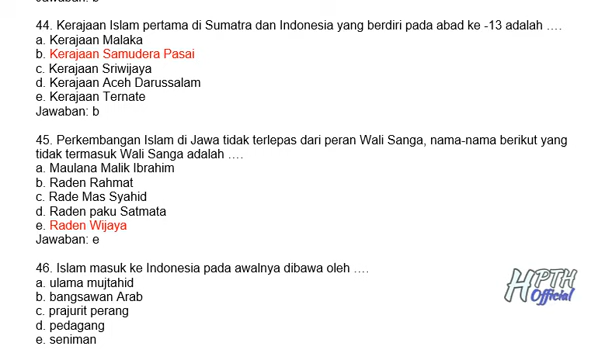 Jawaban: b
44. Kerajaan Islam pertama di Sumatra dan Indonesia yang berdiri pada abad ke -13 adalah ....
a. Kerajaan Malaka
b. Kerajaan Samudera Pasai
c. Kerajaan Sriwijaya
d. Kerajaan Aceh Darussalam
e. Kerajaan Ternate
Jawaban: b
45. Perkembangan Islam di Jawa tidak terlepas dari peran Wali Sanga, nama-nama berikut yang
tidak termasuk Wali Sanga adalah ....
a. Maulana Malik Ibrahim
b. Raden Rahmat
c. Rade Mas Syahid
d. Raden paku Satmata
e. Raden Wijaya
Jawaban: e
46. Islam masuk ke Indonesia pada awalnya dibawa oleh ....
a. ulama mujtahid
b. bangsawan Arab
c. prajurit perang
d. pedagang
e. seniman
HPTH
Official